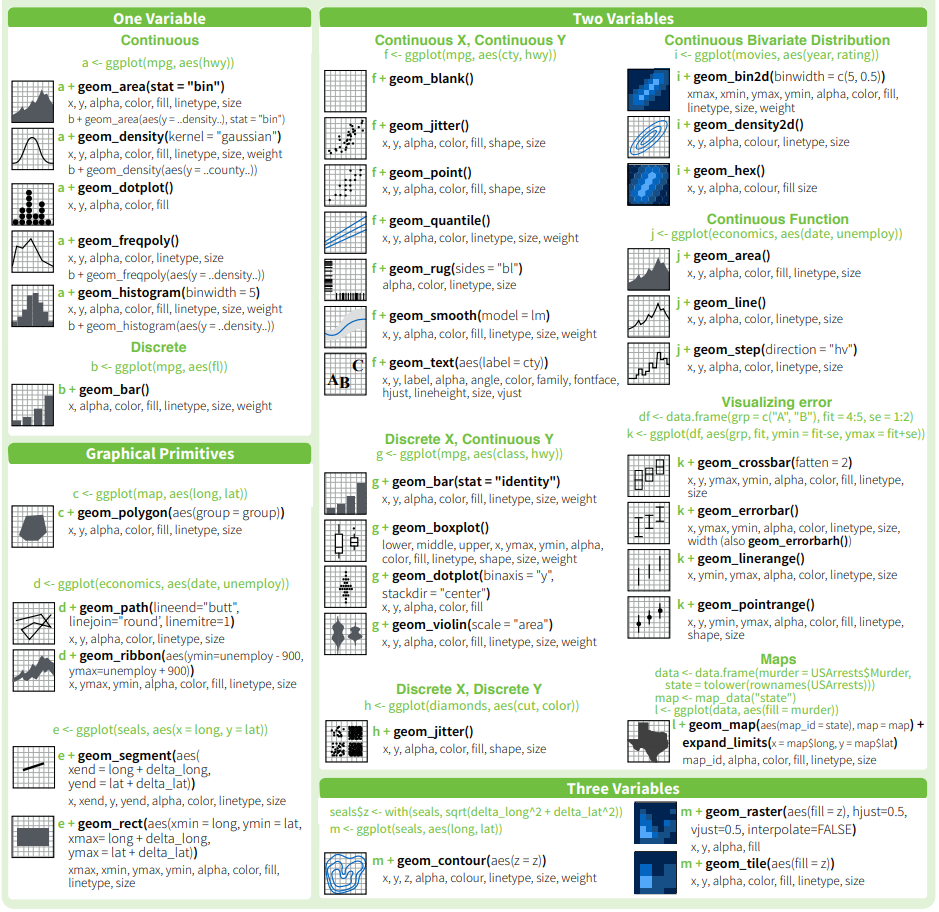 One Variable
Continuous
a <- ggplot(mpg, aes(hwy))
a + geom_area(stat = "bin")
x, y, alpha, color, fill, linetype, size
b + geom_area(aes(y = ..density..), stat = "bin")
a + geom_density(kernel = "gaussian")
x, y, alpha, color, fill, linetype, size, weight
b + geom_density(aes(y = ..county..))
a + geom_dotplot()
x, y, alpha, color, fill
a + geom_freqpoly()
x, y, alpha, color, linetype, size
b + geom_freqpoly(aes(y = ..density..))
a + geom_histogram(binwidth = 5)
x, y, alpha, color, fill, linetype, size, weight
b + geom_histogram(aes(y = ..density..))
Discrete
b <- ggplot(mpg, aes(fl))
b + geom_bar()
x, alpha, color, fill, linetype, size, weight
Graphical Primitives
c <- ggplot(map, aes(long, lat))
c + geom_polygon(aes(group = group))
x, y, alpha, color, fill, linetype, size
d <- ggplot(economics, aes(date, unemploy))
d + geom_path(lineend="butt",
linejoin="round', linemitre=1)
x, y, alpha, color, linetype, size
d + geom_ribbon(aes(ymin=unemploy - 900,
ymax=unemploy + 900))
x, ymax, ymin, alpha, color, fill, linetype, size
e <- ggplot(seals, aes(x = long, y = lat))
e + geom_segment(aes(
xend = long + delta_long,
yend = lat + delta_lat))
x, xend, y, yend, alpha, color, linetype, size
e + geom_rect(aes(xmin = long, ymin = lat,
xmax= long + delta_long,
ymax = lat + delta_lat))
xmax, xmin, ymax, ymin, alpha, color, fill,
linetype, size
Two Variables
Continuous X, Continuous Y
f <- ggplot(mpg, aes(cty, hwy))
f + geom_blank()
f + geom_jitter()
x, y, alpha, color, fill, shape, size
f + geom_point()
x, y, alpha, color, fill, shape, size
f + geom_quantile()
x, y, alpha, color, linetype, size, weight
f + geom_rug(sides = "bl")
alpha, color, linetype, size
f + geom_smooth(model = lm)
x, y, alpha, color, fill, linetype, size, weight
A B C
f + geom_text(aes(label = cty))
x, y, label, alpha, angle, color, family, fontface,
hjust, lineheight, size, vjust
Discrete X, Continuous Y
g <- ggplot(mpg, aes(class, hwy))
g + geom_bar(stat = "identity")
x, y, alpha, color, fill, linetype, size, weight
g + geom_boxplot()
lower, middle, upper, x, ymax, ymin, alpha,
color, fill, linetype, shape, size, weight
g + geom_dotplot(binaxis = "y",
stackdir = "center")
x, y, alpha, color, fill
g + geom_violin(scale = "area")
x, y, alpha, color, fill, linetype, size, weight
Discrete X, Discrete Y
h <- ggplot(diamonds, aes(cut, color))
h + geom_jitter()
x, y, alpha, color, fill, shape, size
Continuous Bivariate Distribution
i <- ggplot(movies, aes(year, rating))
i + geom_bin2d(binwidth = c(5, 0.5))
xmax, xmin, ymax, ymin, alpha, color, fill,
linetype, size, weight
i + geom_density2d()
x, y, alpha, colour, linetype, size
i + geom_hex()
x, y, alpha, colour, fill size
Continuous Function
j <- ggplot(economics, aes(date, unemploy))
j + geom_area()
x, y, alpha, color, fill, linetype, size
j + geom_line()
x, y, alpha, color, linetype, size
j + geom_step(direction = "hv")
x, y, alpha, color, linetype, size
Visualizing error
df <- data.frame(grp = c("A", "B"), fit = 4:5, se = 1:2)
k <- ggplot(df, aes(grp, fit, ymin = fit-se, ymax = fit+se))
k + geom_crossbar(fatten = 2)
x, y, ymax, ymin, alpha, color, fill, linetype,
size
k + geom_errorbar()
x, ymax, ymin, alpha, color, linetype, size,
width (also geom_errorbarh())
k + geom_linerange()
x, ymin, ymax, alpha, color, linetype, size
k + geom_pointrange()
x, y, ymin, ymax, alpha, color, fill, linetype,
shape, size
Maps
data <- data.frame(murder = USArrests$Murder,
state = tolower(rownames(USArrests)))
map <- map_data("state")
l <- ggplot(data, aes(fill = murder))
l + geom_map(aes(map_id = state), map = map) +
expand_limits(x = map$long, y = map$lat)
map_id, alpha, color, fill, linetype, size
Three Variables
seals$z <- with(seals, sqrt(delta_long^2 + delta_lat^2))
m <- ggplot(seals, aes(long, lat))
m + geom_contour(aes(z = z))
x, y, z, alpha, colour, linetype, size, weight
m + geom_raster(aes(fill = z), hjust=0.5,
vjust=0.5, interpolate=FALSE)
x, y, alpha, fill
m + geom_tile(aes(fill = z))
x, y, alpha, color, fill, linetype, size